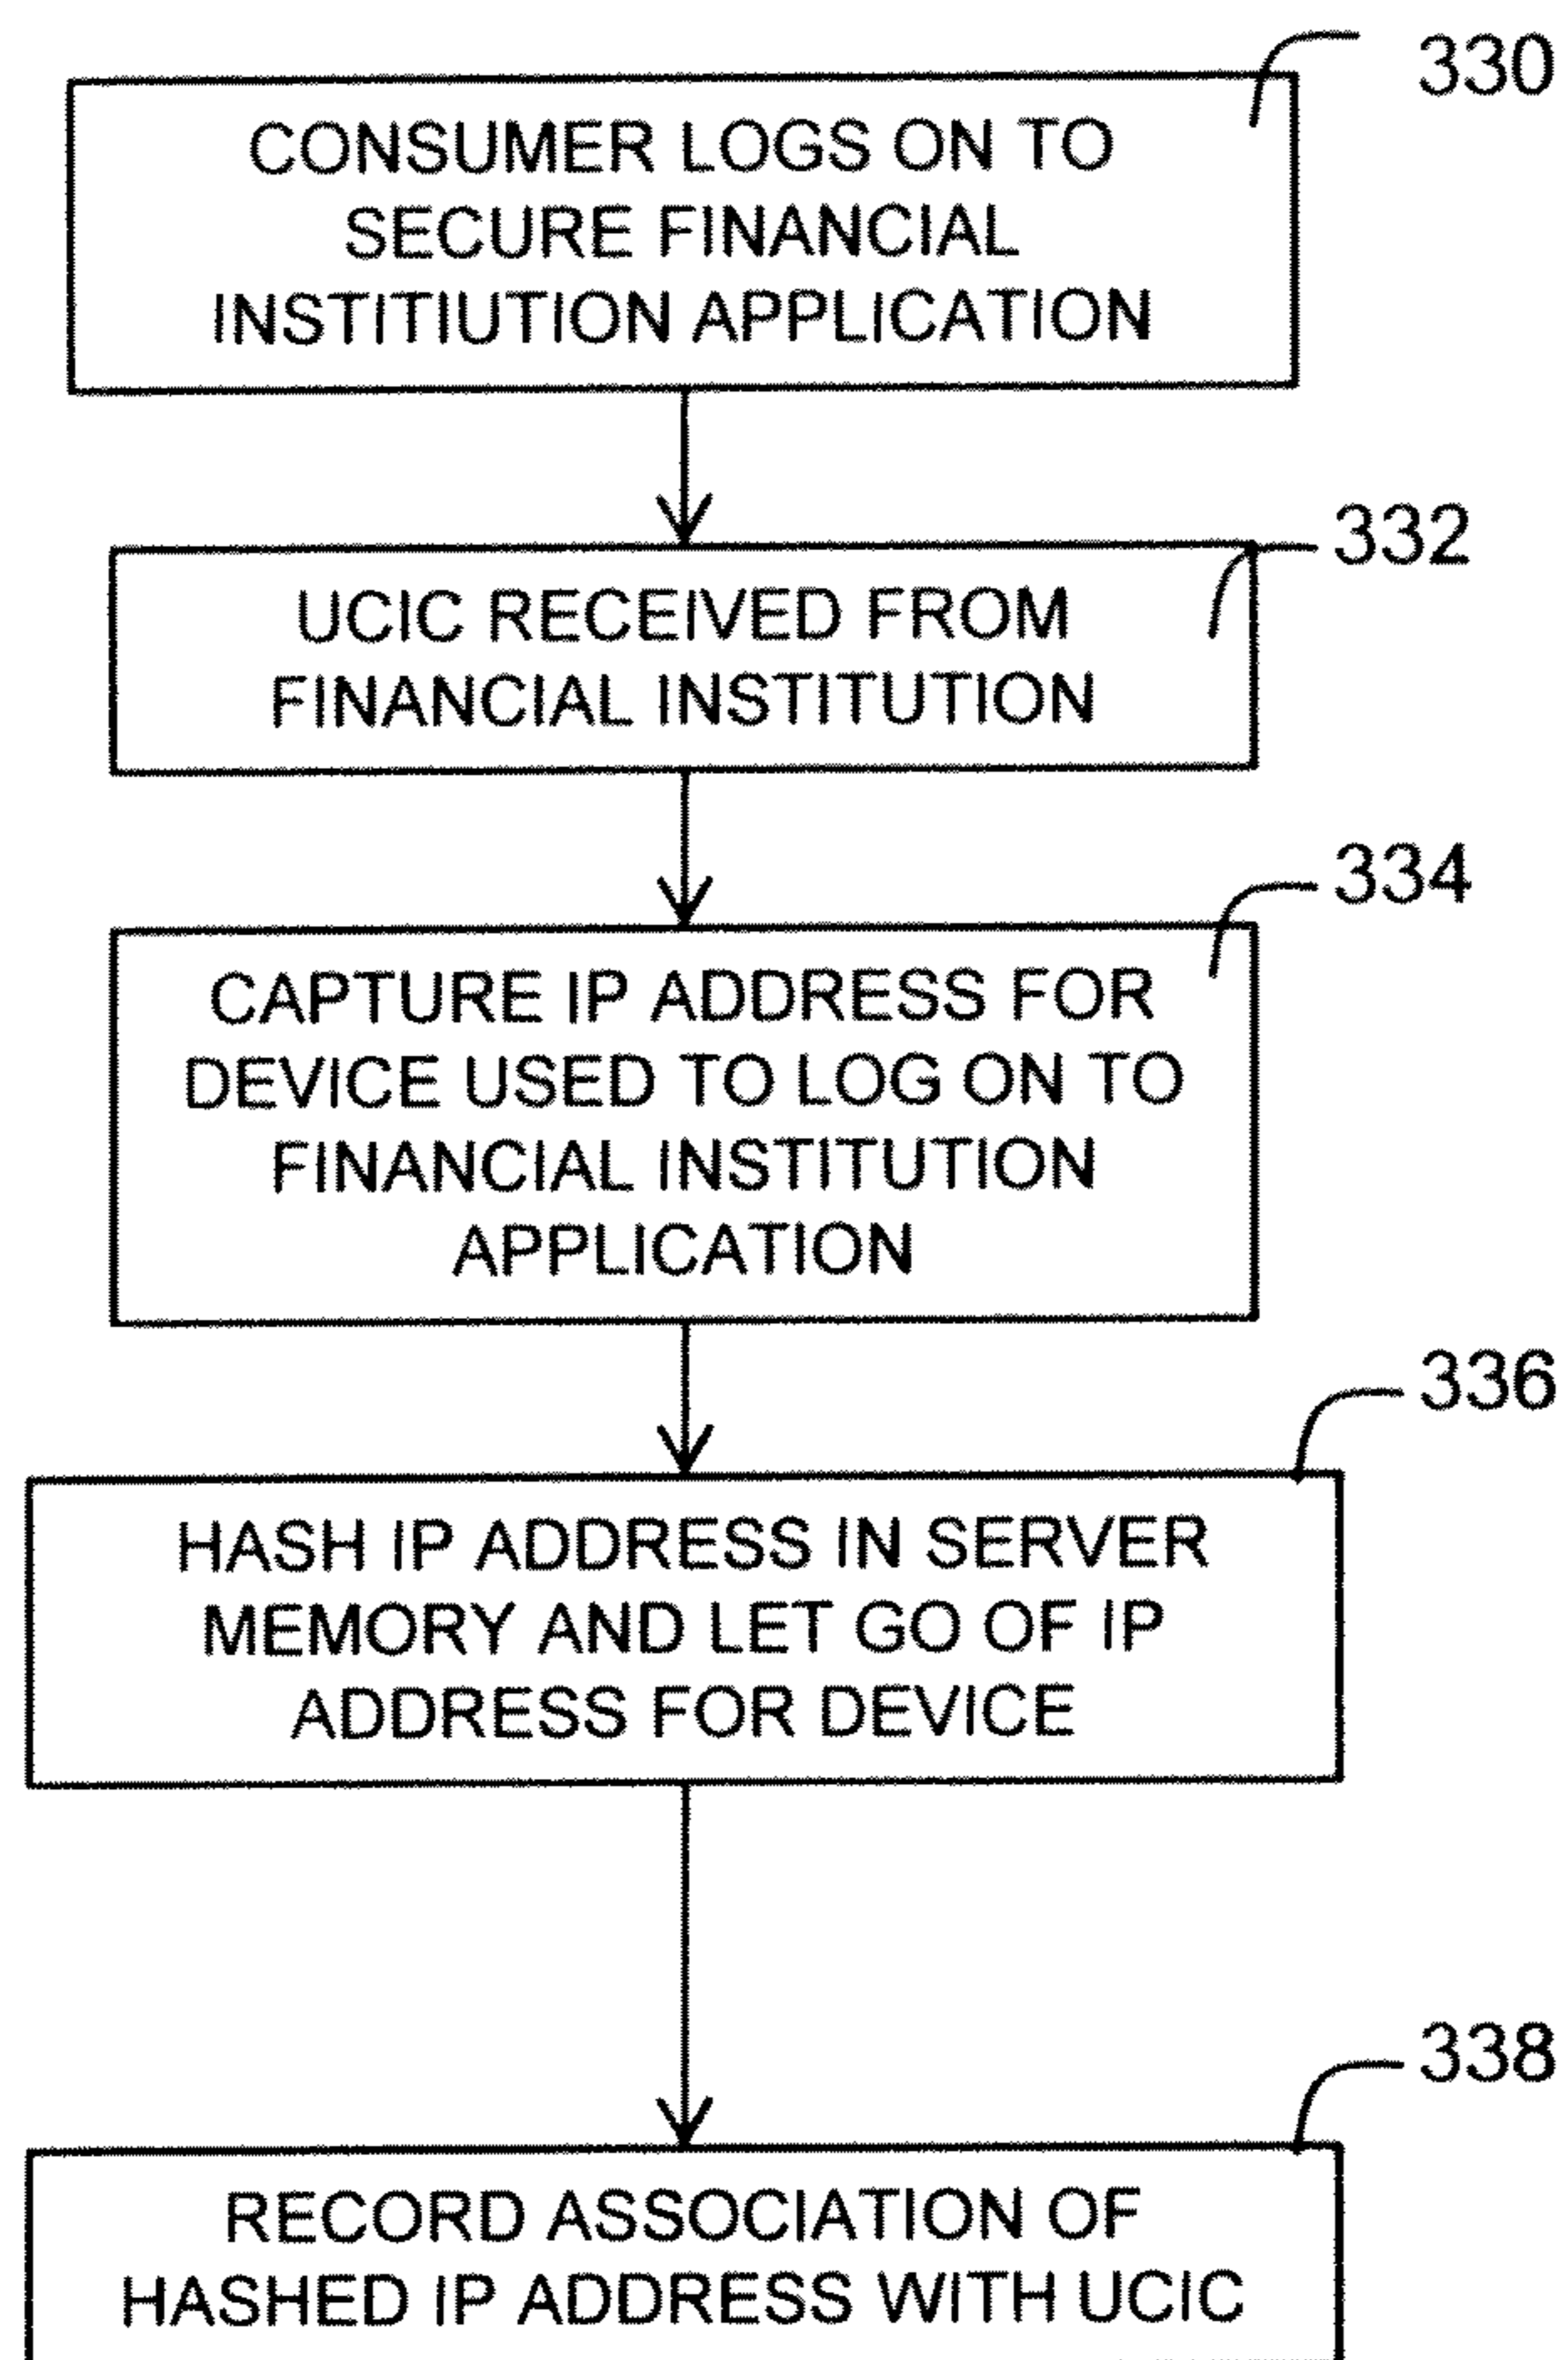 330
CONSUMER LOGS ON TO
SECURE FINANCIAL
INSTITIUTION APPLICATION
332
UCIC RECEIVED FROM
FINANCIAL INSTITUTION
334
CAPTURE IP ADDRESS FOR
DEVICE USED TO LOG ON TO
FINANCIAL INSTITUTION
APPLICATION
336
HASH IP ADDRESS IN SERVER
MEMORY AND LET GO OF IP
ADDRESS FOR DEVICE
338
RECORD ASSOCIATION OF
HASHED IP ADDRESS WITH UCIC